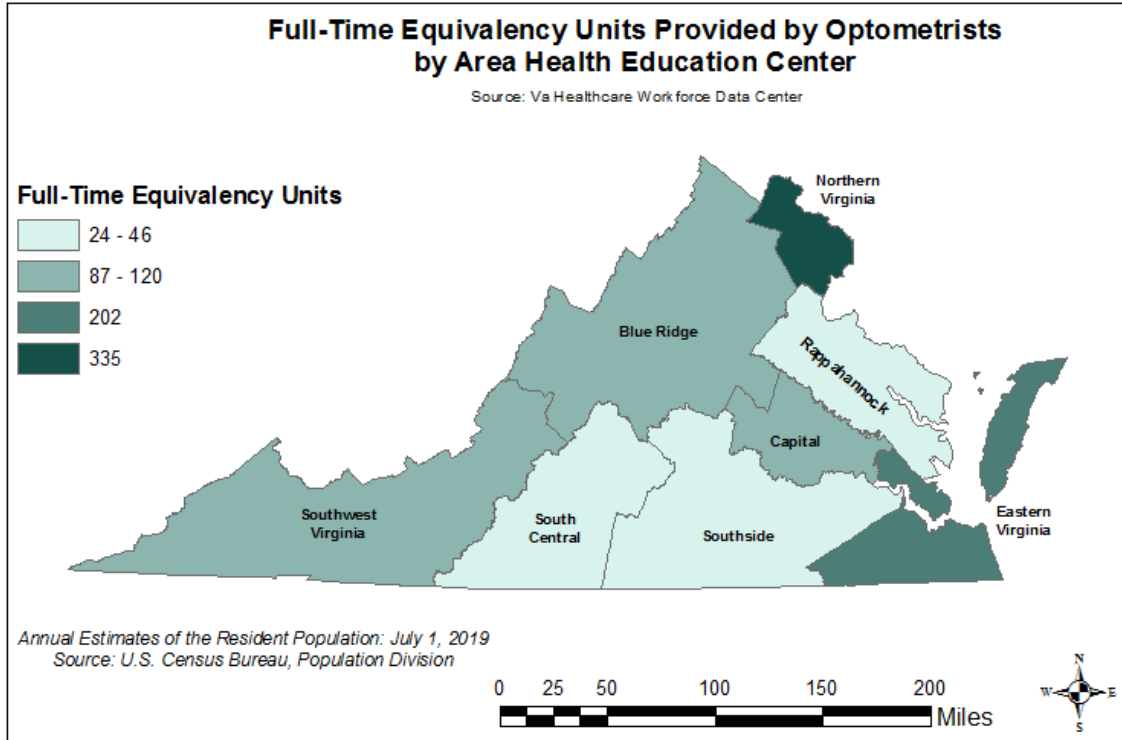 Full-Time Equivalency Units Provided by Optometrists
by Area Health Education Center
Source: Va Healthcare Workforce Data Center
Full-Time Equivalency Units
24 - 46
87 - 120
202
335
Northern
Virginia
Blue Ridge
Rappahannock
Capital
Southwest
Virginia
South
Central
Southside
Eastern
Virginia
Annual Estimates of the Resident Population: July 1, 2019
Source: U.S. Census Bureau, Population Division
0 25 50 100 150 200
Miles
N
W E
S